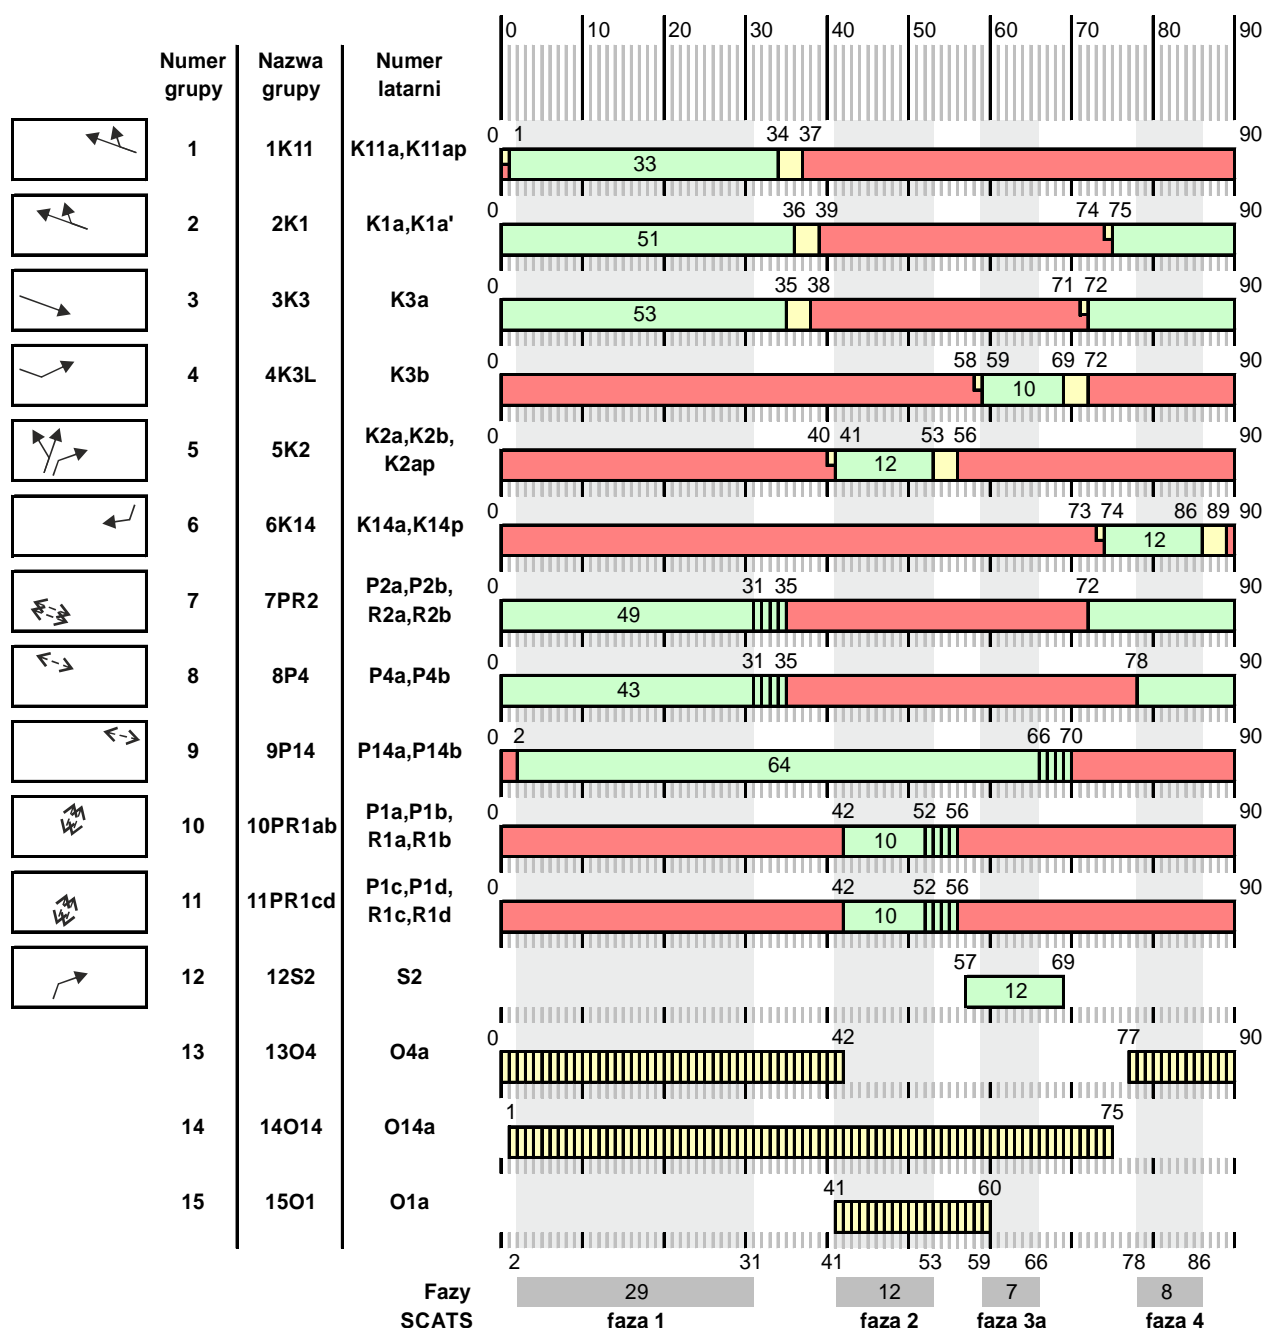 0 10 20 30 40 50 60 70 80 90
Numer grupy Nazwa grupy Numer latarni
0 1 34 37 90
1 1K11 K11a,K11ap 33
0 36 39 74 75 90
2 2K1 K1a,K1a' 51
0 35 38 71 72 90
3 3K3 K3a 53
0 58 59 69 72 90
4 4K3L K3b 10
0 40 41 53 56 90
5 5K2 K2a,K2b, K2ap 12
0 73 74 86 89 90
6 6K14 K14a,K14p 12
0 31 35 72 90
7 7PR2 P2a,P2b, R2a,R2b 49
0 31 35 78 90
8 8P4 P4a,P4b 43
0 2 66 70 90
9 9P14 P14a,P14b 64
0 42 52 56 90
10 10PR1ab P1a,P1b, R1a,R1b 10
0 42 52 56 90
11 11PR1cd P1c,P1d, R1c,R1d 10
57 69
12 12S2 S2 12
0 42 77 90
13 13O4 O4a
1 75
14 14O14 O14a
41 60
15 15O1 O1a
2 31 41 53 59 66 78 86
Fazy 29 12 7 8
SCATS faza 1 faza 2 faza 3a faza 4